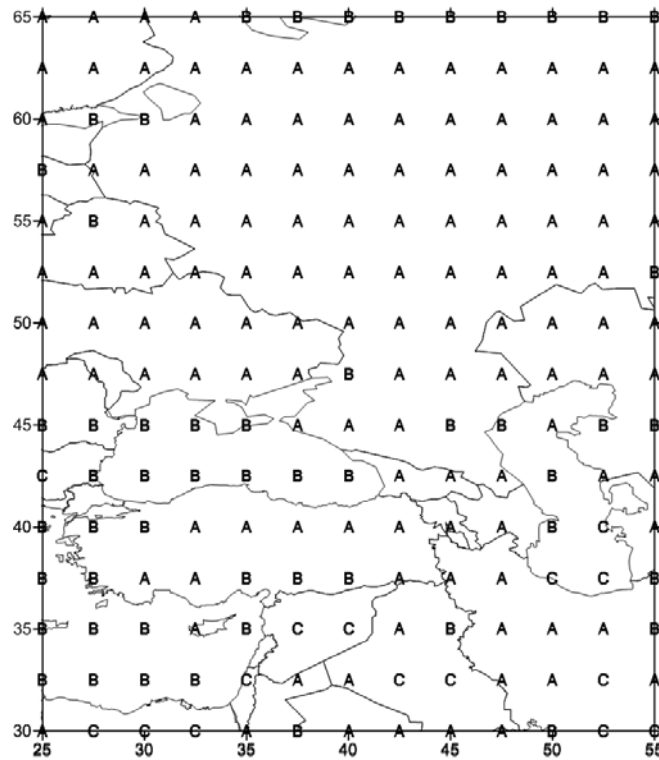 65 A A A A B B B B B B B B B
A A A A A A A A A A A A A
60 A B B A A A A A A A A A A
B A A A A A A A A A A A A
55 A B A A A A A A A A A A A
A A A A A A A A A A A A B
50 A A A A A A A A A A A A A
A A A A A A B A A A A A A
45 B B B B B A A A B B A B B
C B B B B B B A A A B A A
40 B B B A A A A A A A B C A
B B A A B B B A A A C C B
35 B B B A B C C A B A A A B
B B B B C A A C C A A C A
30 A C C C A B A A A A B C C
25 30 35 40 45 50 55